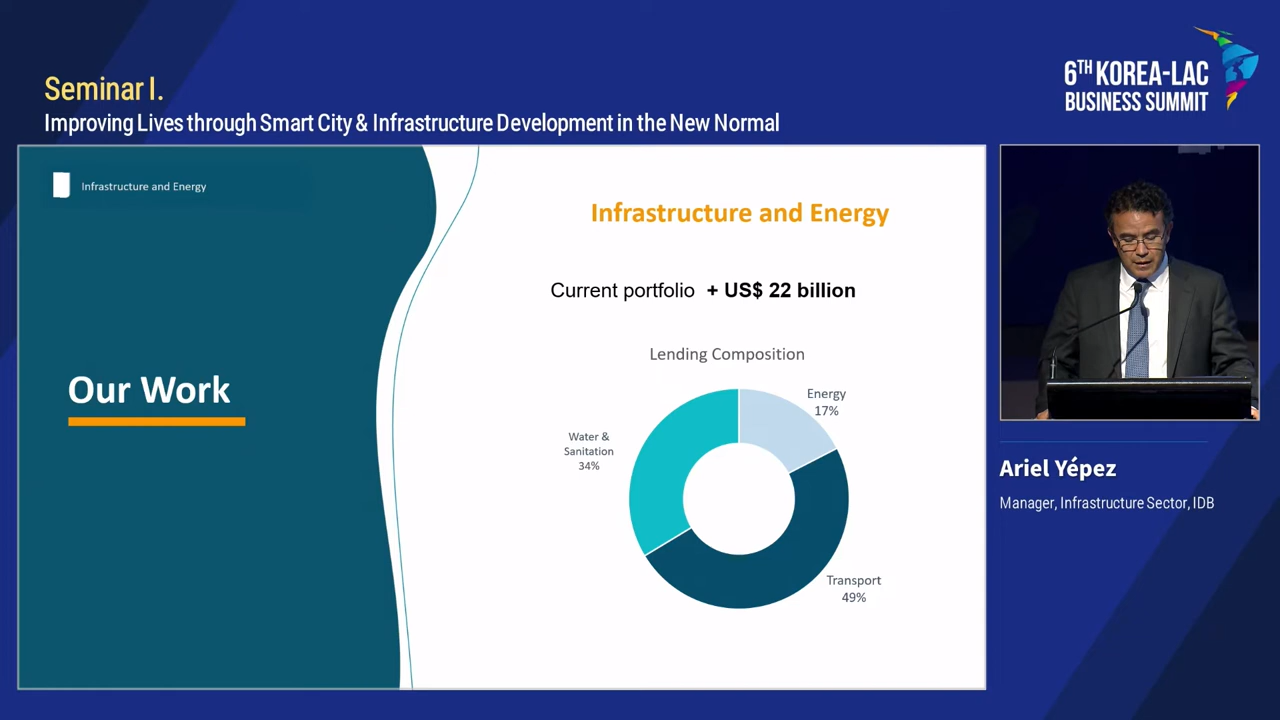 Seminar I.
Improving Lives through Smart City & Infrastructure Development in the New Normal
6TH KOREA-LAC
BUSINESS SUMMIT
Infrastructure and Energy
Our Work
Infrastructure and Energy
Current portfolio + US$ 22 billion
Lending Composition
Energy
17%
Water &
Sanitation
34%
Transport
49%
Ariel Yépez
Manager, Infrastructure Sector, IDB